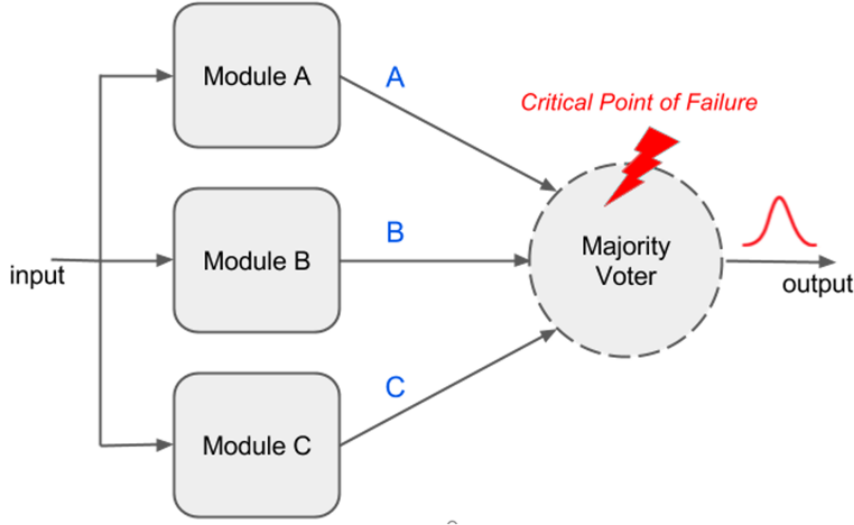 Module A
A
Critical Point of Failure
Module B
B
input
Majority
Voter
output
C
Module C